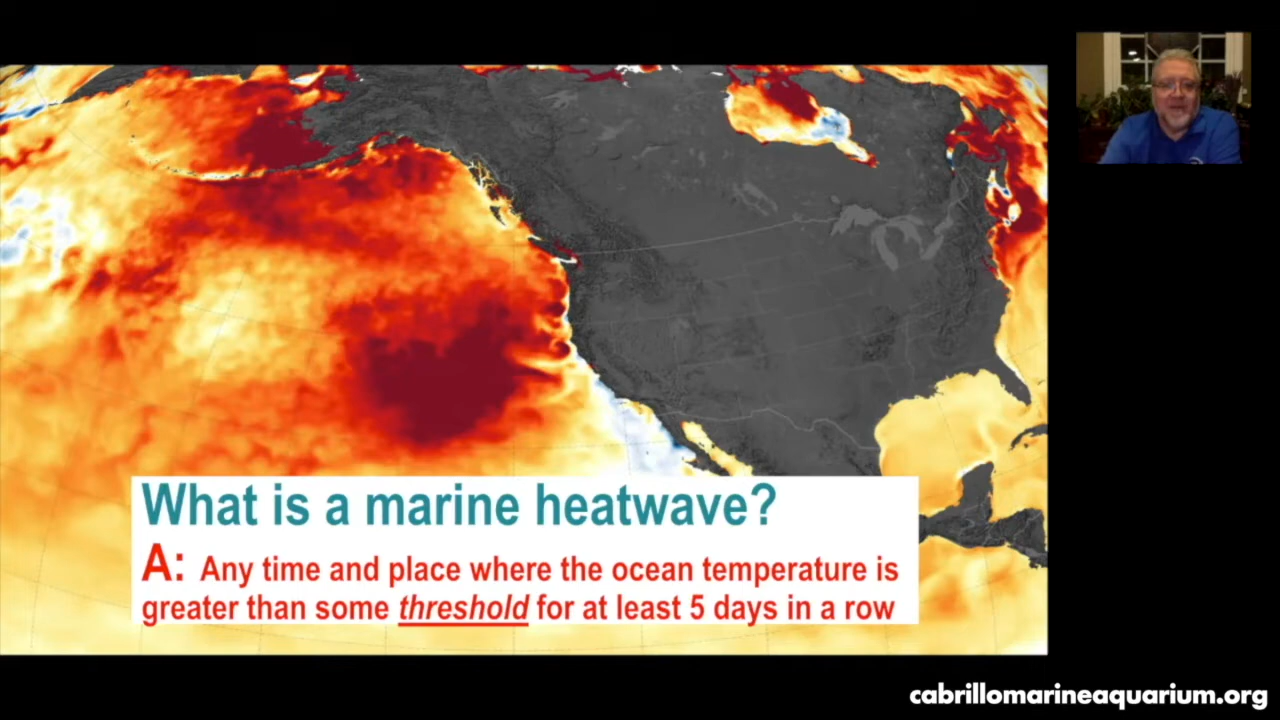 What is a marine heatwave?
A: Any time and place where the ocean temperature is
greater than some threshold for at least 5 days in a row
cabrillomarineaquarium.org